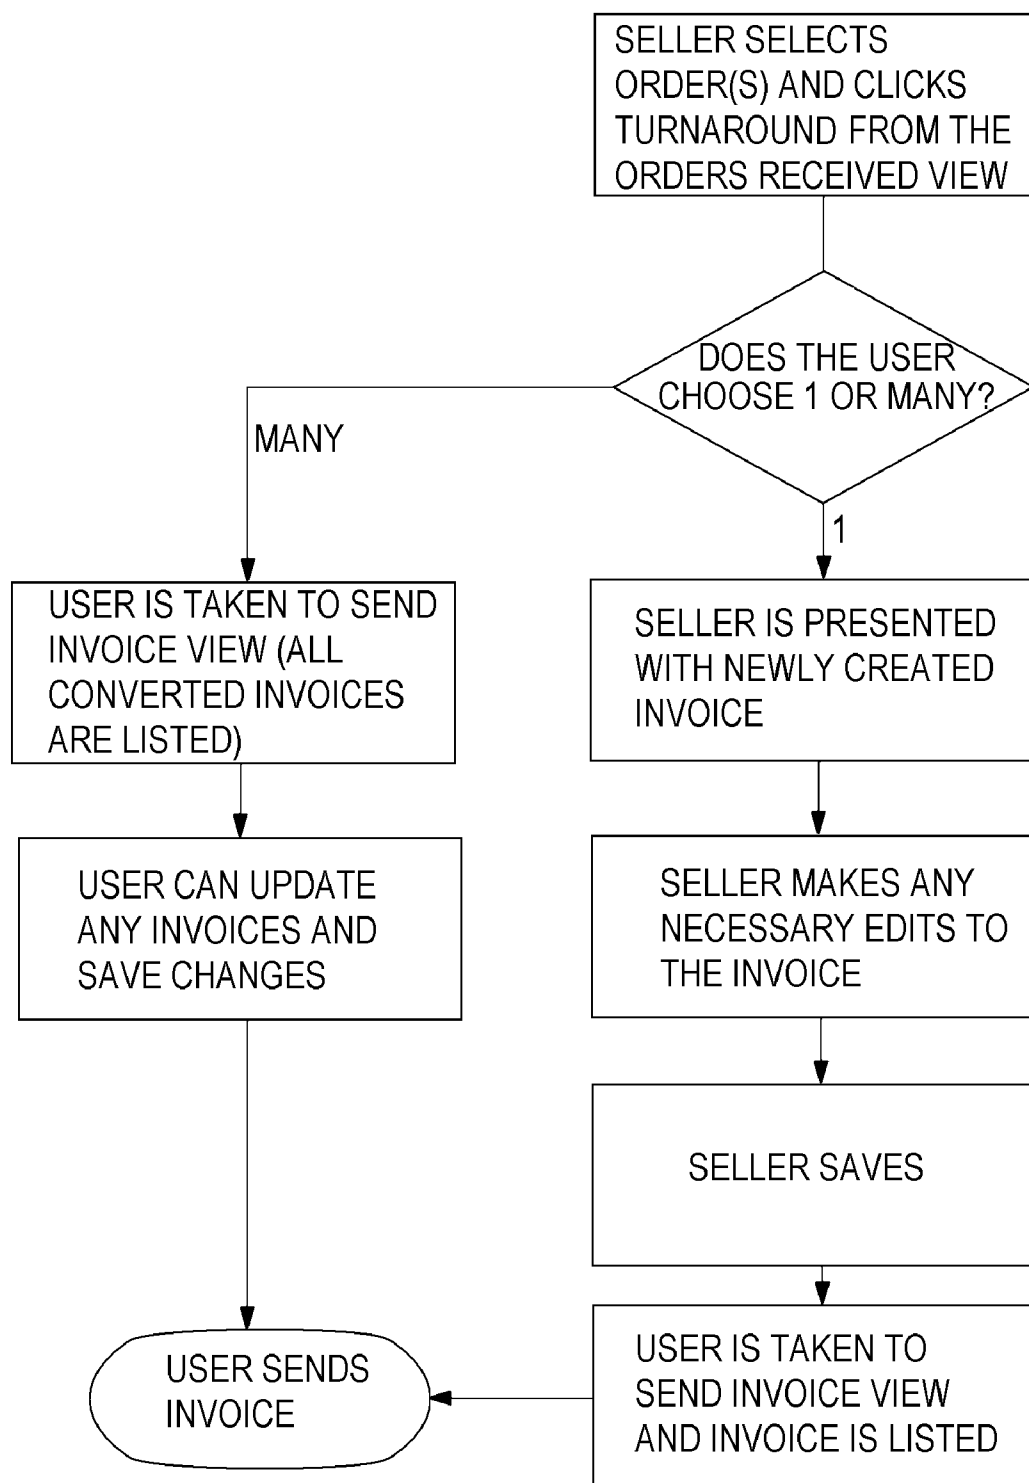 SELLER SELECTS
ORDER(S) AND CLICKS
TURNAROUND FROM THE
ORDERS RECEIVED VIEW
DOES THE USER
CHOOSE 1 OR MANY?
MANY
1
USER IS TAKEN TO SEND
INVOICE VIEW (ALL
CONVERTED INVOICES
ARE LISTED)
SELLER IS PRESENTED
WITH NEWLY CREATED
INVOICE
USER CAN UPDATE
ANY INVOICES AND
SAVE CHANGES
SELLER MAKES ANY
NECESSARY EDITS TO
THE INVOICE
SELLER SAVES
USER IS TAKEN TO
SEND INVOICE VIEW
AND INVOICE IS LISTED
USER SENDS
INVOICE